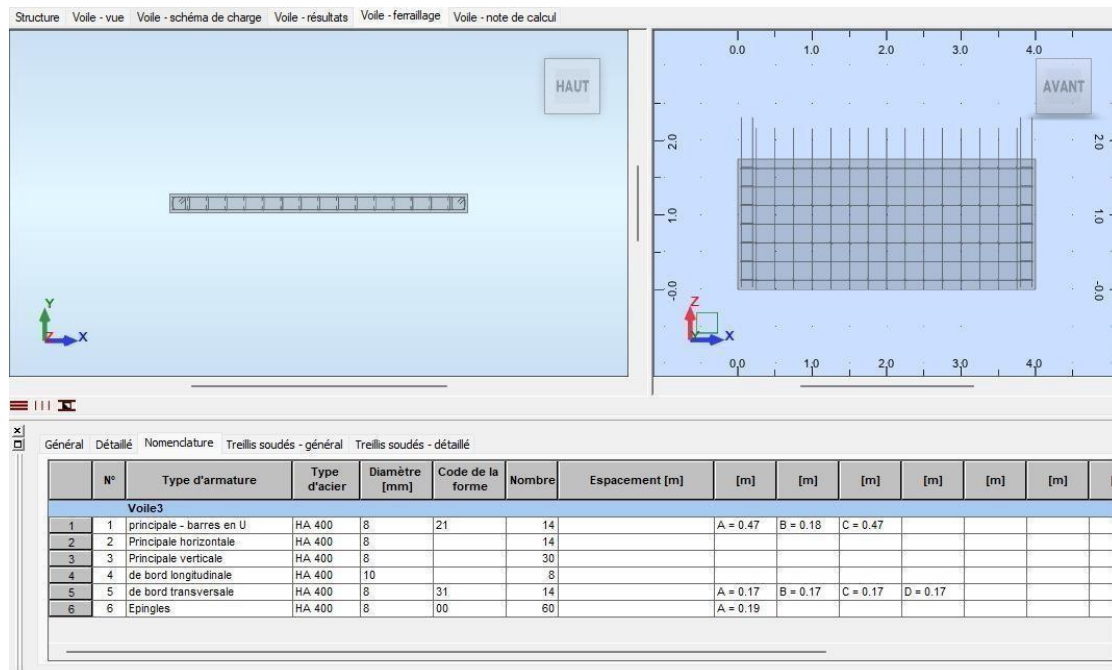 Structure Voile - vue Voile - schéma de charge Voile - résultats Voile - ferraillage Voile - note de calcul
HAUT
Y
Z X
0.0 1.0 2.0 3.0 4.0
AVANT
2.0 2.0
1.0 1.0
-0.0 -0.0
Z
Y X
0.0 1.0 2.0 3.0 4.0
Général Détaillé Nomenclature Treillis soudés - général Treillis soudés - détaillé
N° Type d'armature Type d'acier Diamètre [mm] Code de la forme Nombre Espacement [m] [m] [m] [m] [m] [m] [m]
Voile3
1 1 principale - barres en U HA 400 8 21 14 A = 0.47 B = 0.18 C = 0.47
2 2 Principale horizontale HA 400 8 14
3 3 Principale verticale HA 400 8 30
4 4 de bord longitudinale HA 400 10 8
5 5 de bord transversale HA 400 8 31 14 A = 0.17 B = 0.17 C = 0.17 D = 0.17
6 6 Epingles HA 400 8 00 60 A = 0.19